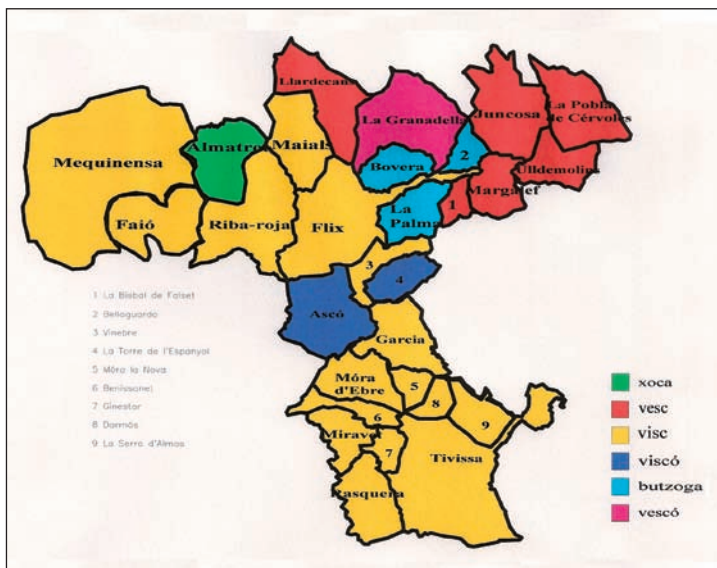 Llardecans
La Granadella
Juncosa
La Pobla
de Cérvoles
Almatret
Maials
Mequinensa
Bovera
2
Ulldemolins
Margalef
1
La
Palma
Faió
Riba-roja
Flix
3
4
1 La Bisbal de Falset
2 Bellaguarda
3 Vinebre
4 La Torre de l'Espanyol
5 Móra la Nova
6 Benissanet
7 Ginestar
8 Darmós
9 La Serra d'Almos
Ascó
Garcia
Móra
d'Ebre
5
8
9
6
Miravet
7
Tivissa
Rasquera
xoca
vesc
visc
viscó
butzoga
vescó